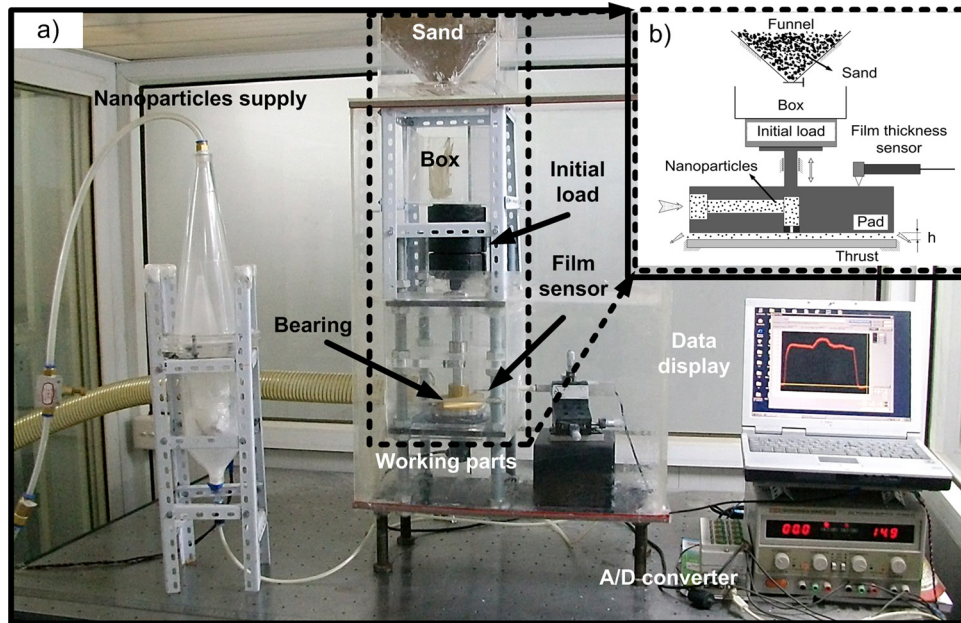 a)
Sand
Nanoparticles supply
Box
Initial
load
Film
sensor
Bearing
Data
display
Working parts
A/D converter
000
149
b)
Funnel
Sand
Box
Initial load
Film thickness
sensor
Nanoparticles
Pad
h
Thrust